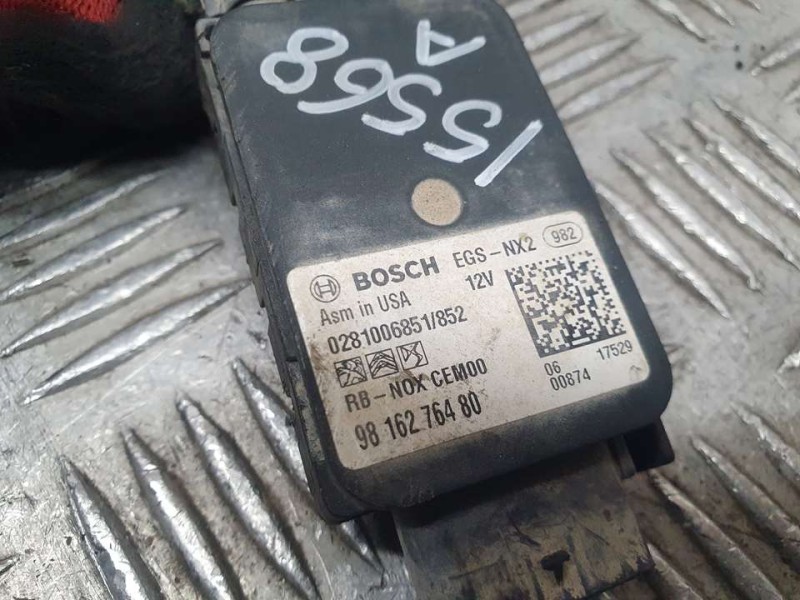 15568 A
BOSCH EGS-NX2 982
Asm in USA 12V
0281006851/852
RB-NOX CEM00
98 162 764 80
06 17529
00874